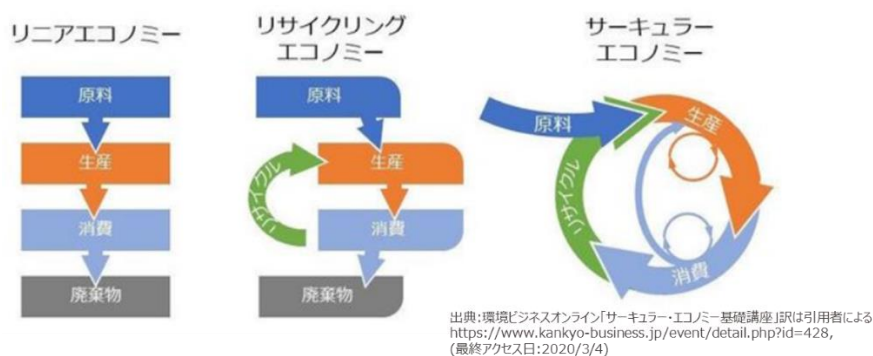 リニアエコノミー
原料
生産
消費
廃棄物
リサイクリング
エコノミー
原料
生産
リサイクル
消費
廃棄物
サーキュラー
エコノミー
原料
生産
リサイクル
消費
出典:環境ビジネスオンライン「サーキュラー・エコノミー基礎講座」訳は引用者による
https://www.kankyo-business.jp/event/detail.php?id=428,
(最終アクセス日:2020/3/4)